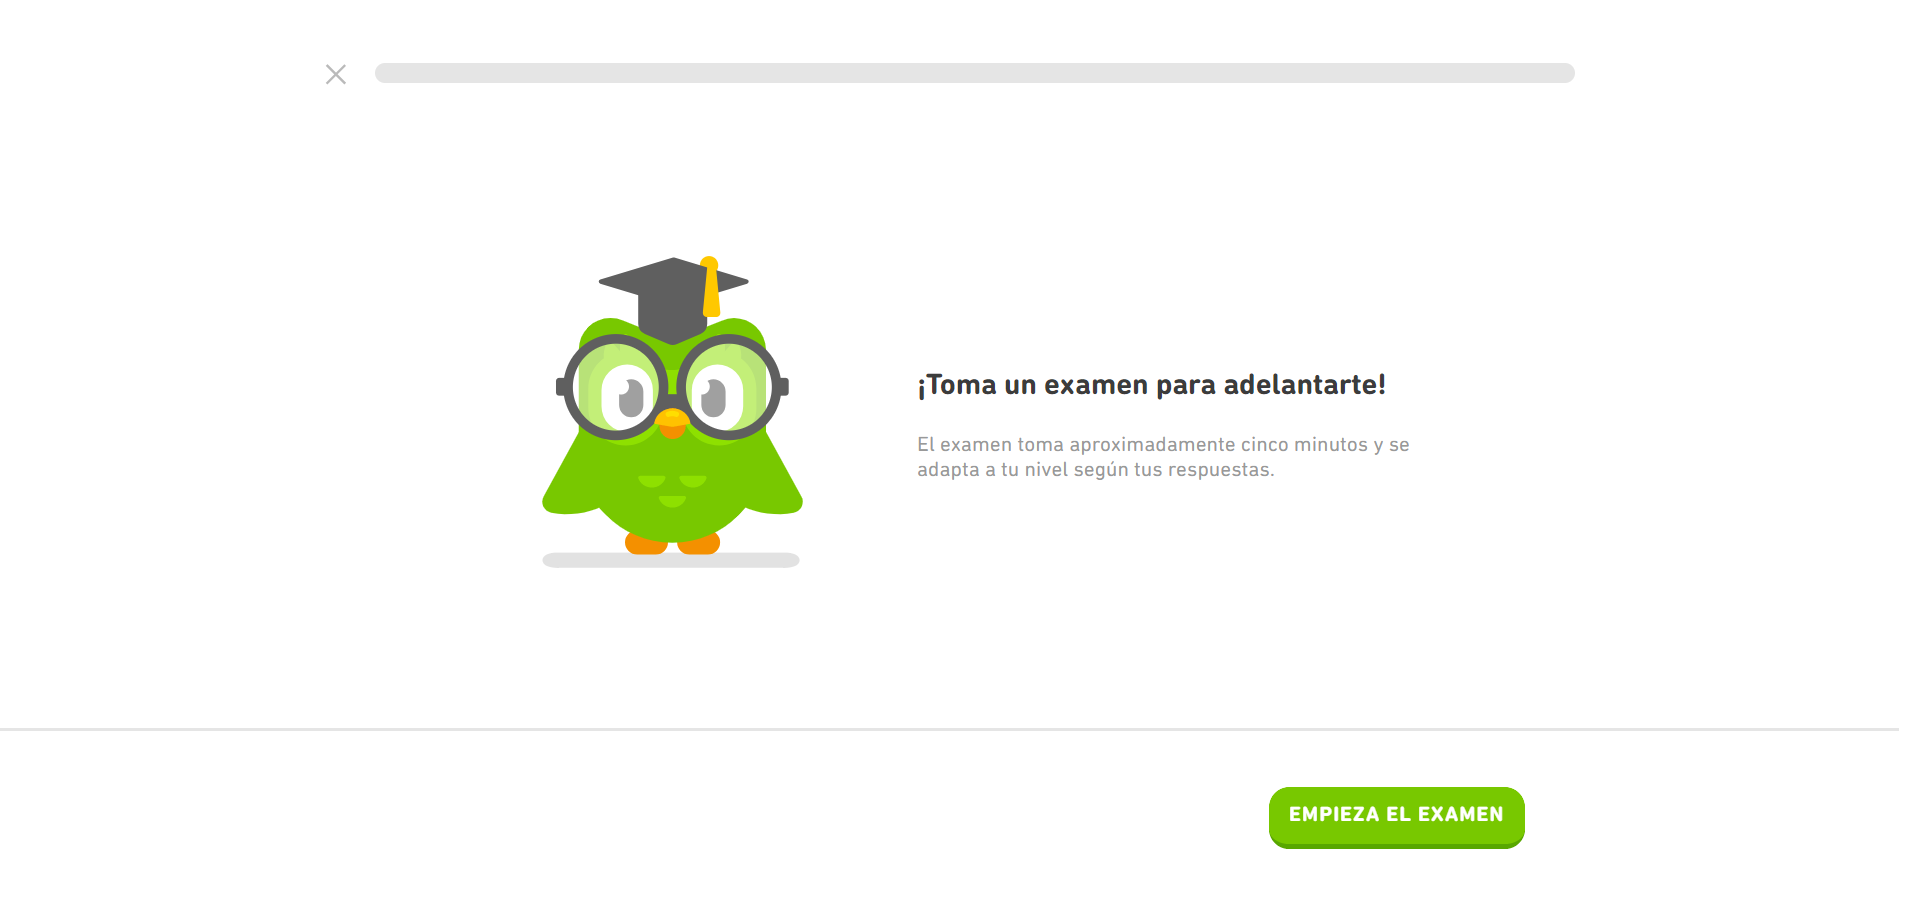 ¡Toma un examen para adelantarte!
El examen toma aproximadamente cinco minutos y se
adapta a tu nivel según tus respuestas.
EMPIEZA EL EXAMEN